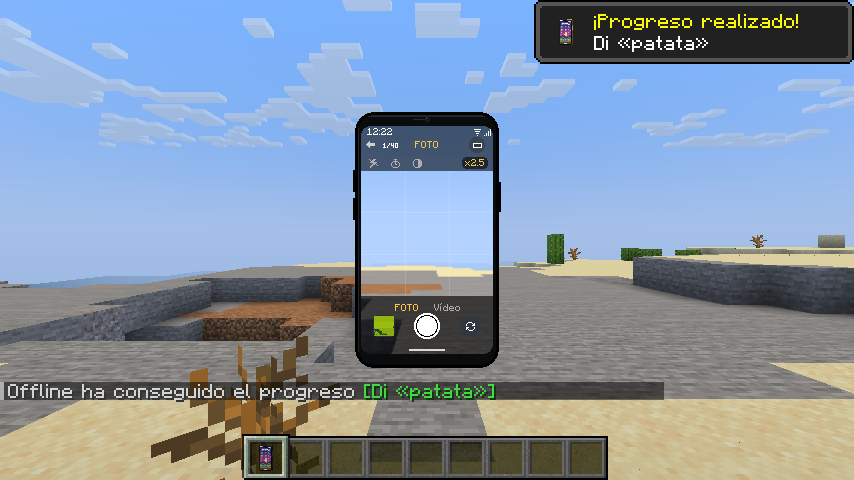 ¡Progreso realizado!
Di «patata»
12:22
1/40 FOTO
x2.5
FOTO Vídeo
Offline ha conseguido el progreso [Di «patata»]